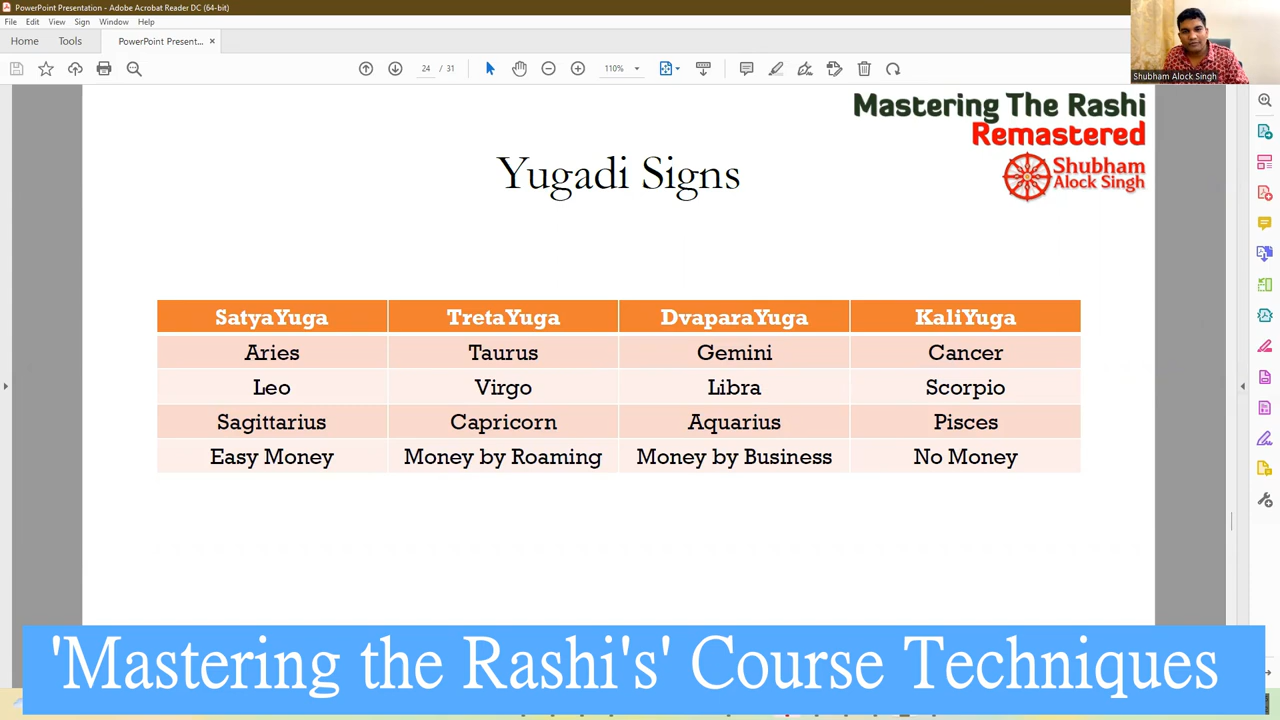 PowerPoint Presentation - Adobe Acrobat Reader DC (64-bit)
File Edit View Sign Window Help
Home Tools PowerPoint Present... ×
24 / 31 110%
Shubham Alock Singh
Mastering The Rashi
Remastered
Shubham
Alock Singh
Yugadi Signs
SatyaYuga TretaYuga DvaparaYuga KaliYuga
Aries Taurus Gemini Cancer
Leo Virgo Libra Scorpio
Sagittarius Capricorn Aquarius Pisces
Easy Money Money by Roaming Money by Business No Money
'Mastering the Rashi's' Course Techniques